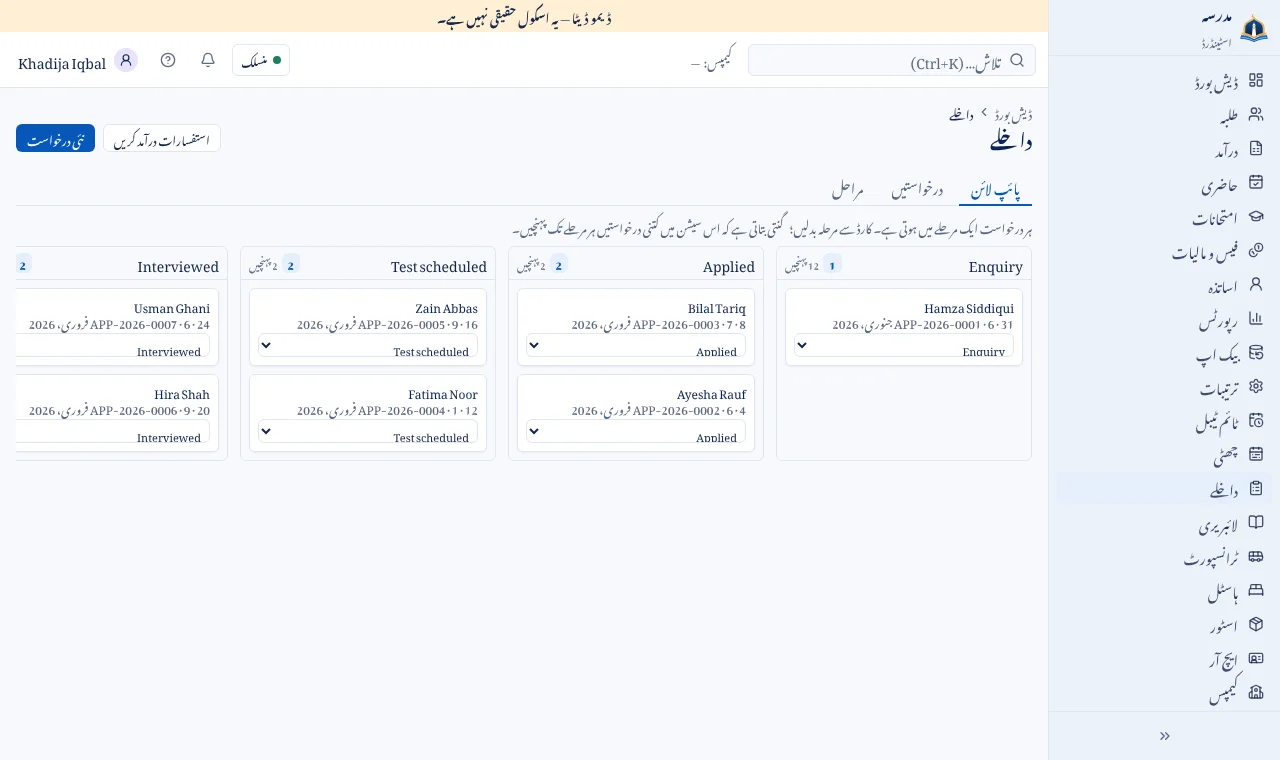 ڈیمو ڈیٹا — یہ اسکول حقیقی نہیں ہے۔
مدرسہ
اسٹینڈرڈ
تلاش... (Ctrl+K)
کیمپس: —
منسلک
Khadija Iqbal
ڈیش بورڈ
طلبہ
درآمد
حاضری
امتحانات
فیس و مالیات
اساتذہ
رپورٹس
بیک اپ
ترتیبات
ٹائم ٹیبل
چھٹی
داخلے
لائبریری
ٹرانسپورٹ
ہاسٹل
اسٹور
ایچ آر
کیمپس
ڈیش بورڈ
داخلے
داخلے
استفسارات درآمد کریں
نئی درخواست
پائپ لائن
درخواستیں
مراحل
ہر درخواست ایک مرحلے میں ہوتی ہے۔ کارڈ سے مرحلہ بدلیں؛ گنتی بتاتی ہے کہ اس سیشن میں کتنی درخواستیں ہر مرحلے تک پہنچیں۔
Enquiry
1
12 پہنچیں
Hamza Siddiqui
APP-2026-0001 · 6 · 31 جنوری، 2026
Enquiry
Applied
2
2 پہنچیں
Bilal Tariq
APP-2026-0003 · 7 · 8 فروری، 2026
Applied
Ayesha Rauf
APP-2026-0002 · 6 · 4 فروری، 2026
Applied
Test scheduled
2
2 پہنچیں
Zain Abbas
APP-2026-0005 · 9 · 16 فروری، 2026
Test scheduled
Fatima Noor
APP-2026-0004 · 1 · 12 فروری، 2026
Test scheduled
Interviewed
2
Usman Ghani
APP-2026-0007 · 6 · 24 فروری، 2026
Interviewed
Hira Shah
APP-2026-0006 · 9 · 20 فروری، 2026
Interviewed